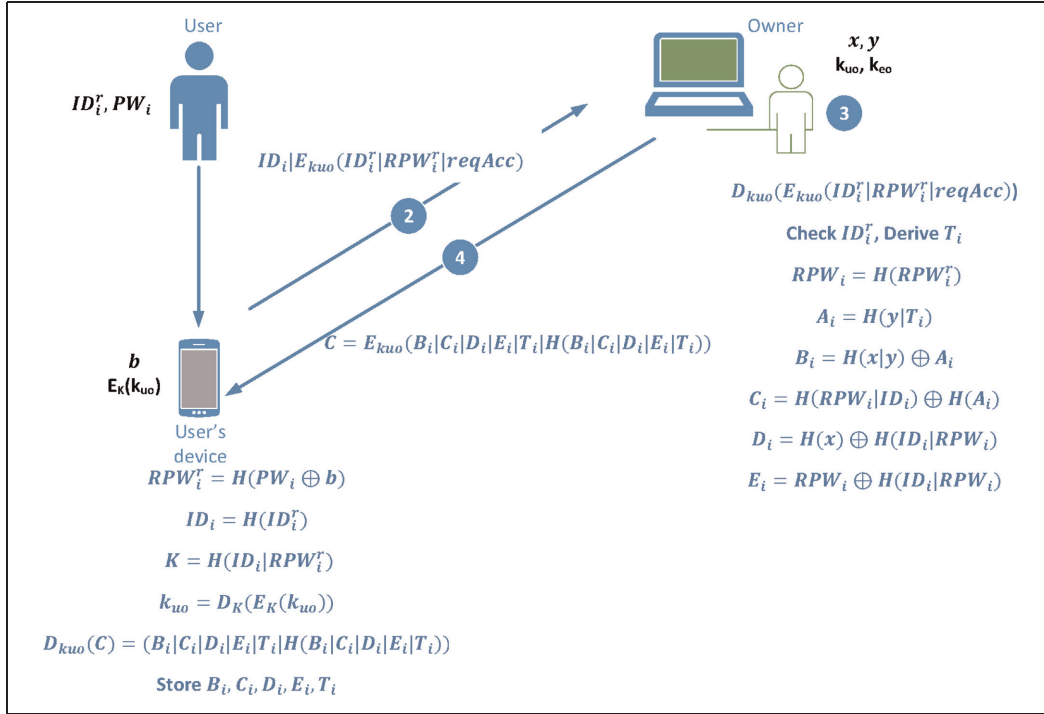 User
Owner
x, y
k_uo, k_eo
ID_i^r, PW_i
3
ID_i|E_kuo(ID_i^r|RPW_i^r|reqAcc)
2
4
D_kuo(E_kuo(ID_i^r|RPW_i^r|reqAcc))
Check ID_i^r, Derive T_i
RPW_i = H(RPW_i^r)
A_i = H(y|T_i)
B_i = H(x|y) ⊕ A_i
C_i = H(RPW_i|ID_i) ⊕ H(A_i)
D_i = H(x) ⊕ H(ID_i|RPW_i)
E_i = RPW_i ⊕ H(ID_i|RPW_i)
C = E_kuo(B_i|C_i|D_i|E_i|T_i|H(B_i|C_i|D_i|E_i|T_i))
b
E_K(k_uo)
User's
device
RPW_i^r = H(PW_i ⊕ b)
ID_i = H(ID_i^r)
K = H(ID_i|RPW_i^r)
k_uo = D_K(E_K(k_uo))
D_kuo(C) = (B_i|C_i|D_i|E_i|T_i|H(B_i|C_i|D_i|E_i|T_i))
Store B_i, C_i, D_i, E_i, T_i